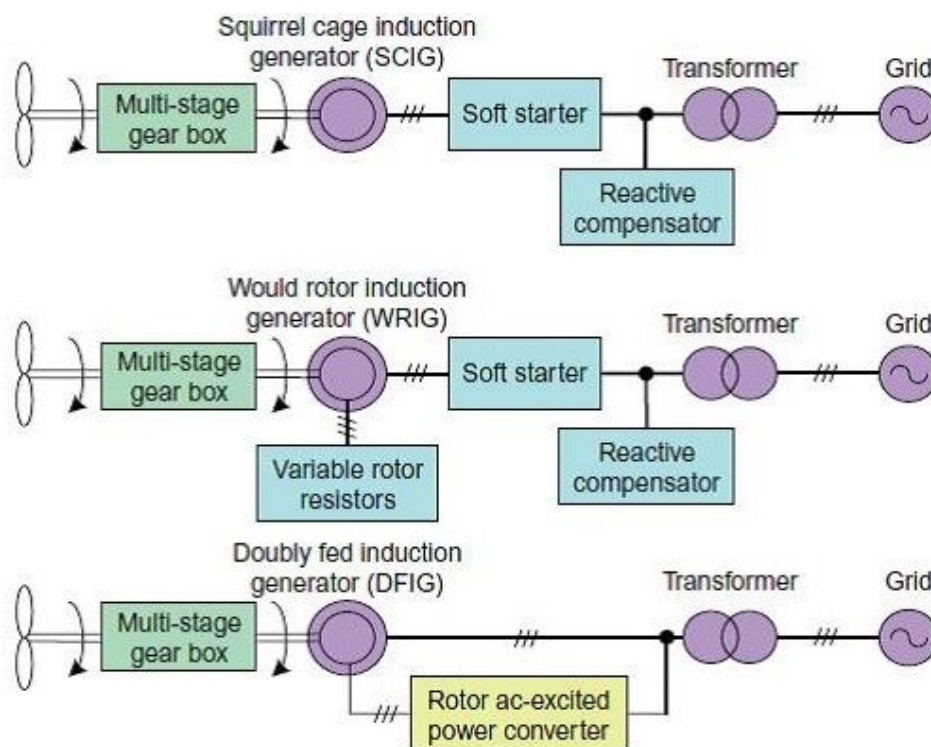 Squirrel cage induction
generator (SCIG)
Transformer
Grid
Multi-stage
gear box
Soft starter
Reactive
compensator
Would rotor induction
generator (WRIG)
Transformer
Grid
Multi-stage
gear box
Soft starter
Variable rotor
resistors
Reactive
compensator
Doubly fed induction
generator (DFIG)
Transformer
Grid
Multi-stage
gear box
Rotor ac-excited
power converter